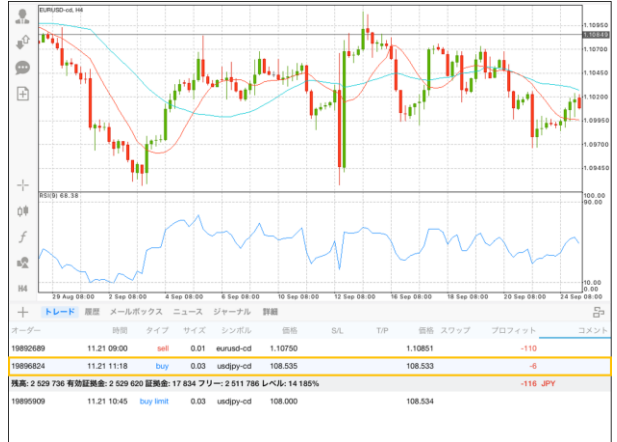 EURUSD-cd, H4
1.10950
1.10849
1.10700
1.10450
1.10200
1.09950
1.09700
1.09450
RSI(9) 68.38
100.00
90.00
10.00
0.00
H4
29 Aug 08:00 2 Sep 08:00 4 Sep 08:00 6 Sep 08:00 10 Sep 08:00 12 Sep 08:00 16 Sep 08:00 18 Sep 08:00 20 Sep 08:00 24 Sep 08:00
トレード 履歴 メールボックス ニュース ジャーナル 詳細
オーダー 時間 タイプ サイズ シンボル 価格 S/L T/P 価格 スワップ プロフィット コメント
19892689 11.21 09:00 sell 0.01 eurusd-cd 1.10750 1.10851 -110
19896824 11.21 11:18 buy 0.03 usdjpy-cd 108.535 108.533 -6
残高: 2 529 736 有効証拠金: 2 529 620 証拠金: 17 834 フリー: 2 511 786 レベル: 14 185% -116 JPY
19895909 11.21 10:45 buy limit 0.03 usdjpy-cd 108.000 108.534